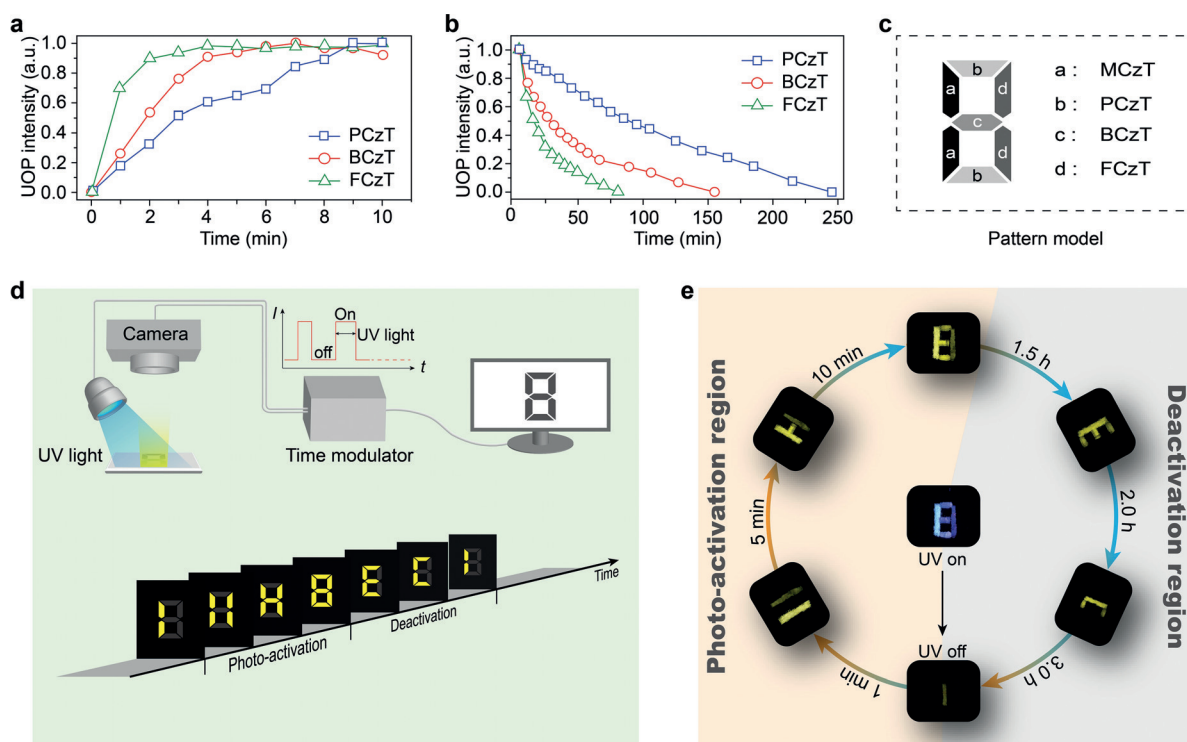 a
UOP intensity (a.u.)
1.0
0.8
0.6
0.4
0.2
0.0
PCzT
BCzT
FCzT
0 2 4 6 8 10
Time (min)
b
UOP intensity (a.u.)
1.0
0.8
0.6
0.4
0.2
0.0
PCzT
BCzT
FCzT
0 50 100 150 200 250
Time (min)
c
b
a d
c
a d
b
a : MCzT
b : PCzT
c : BCzT
d : FCzT
Pattern model
d
Camera
UV light
I
On
UV light
off
t
Time modulator
Photo-activation
Deactivation
Time
e
Photo-activation region
Deactivation region
10 min
1.5 h
2.0 h
3.0 h
1 min
5 min
UV on
UV off